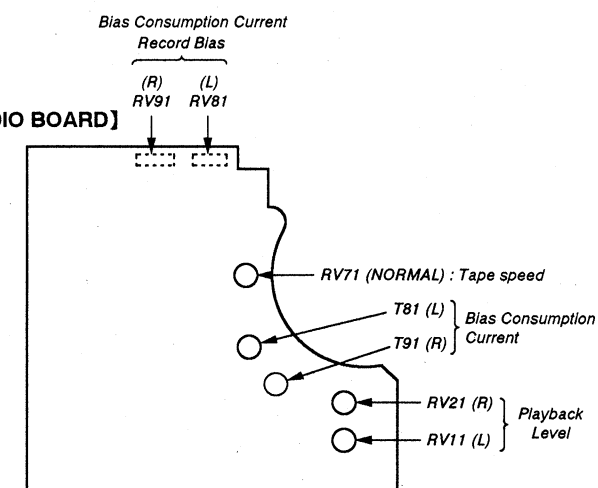 Bias Consumption Current
Record Bias
(R) (L)
RV91 RV81
IO BOARD】
RV71 (NORMAL) : Tape speed
T81 (L)
Bias Consumption
Current
T91 (R)
RV21 (R)
Playback
Level
RV11 (L)